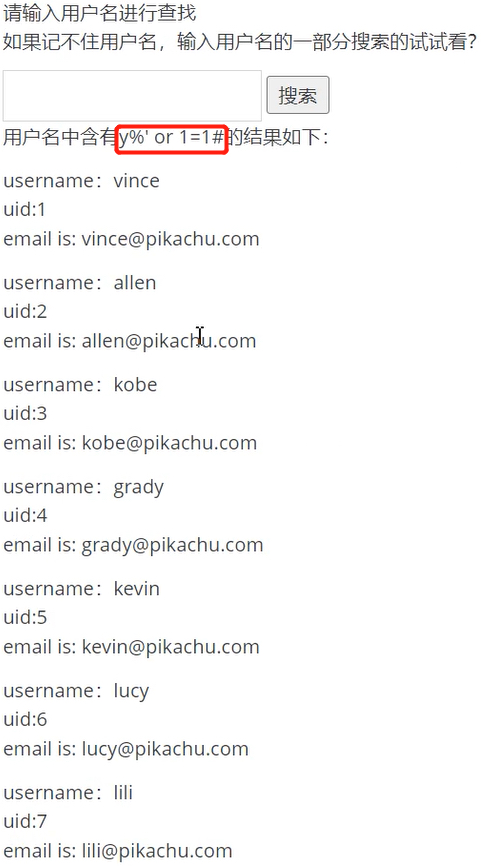 请输入用户名进行查找
如果记不住用户名，输入用户名的一部分搜索的试试看？
搜索
用户名中含有y%' or 1=1#的结果如下：
username：vince
uid:1
email is: vince@pikachu.com
username：allen
uid:2
email is: allen@pikachu.com
username：kobe
uid:3
email is: kobe@pikachu.com
username：grady
uid:4
email is: grady@pikachu.com
username：kevin
uid:5
email is: kevin@pikachu.com
username：lucy
uid:6
email is: lucy@pikachu.com
username：lili
uid:7
email is: lili@pikachu.com